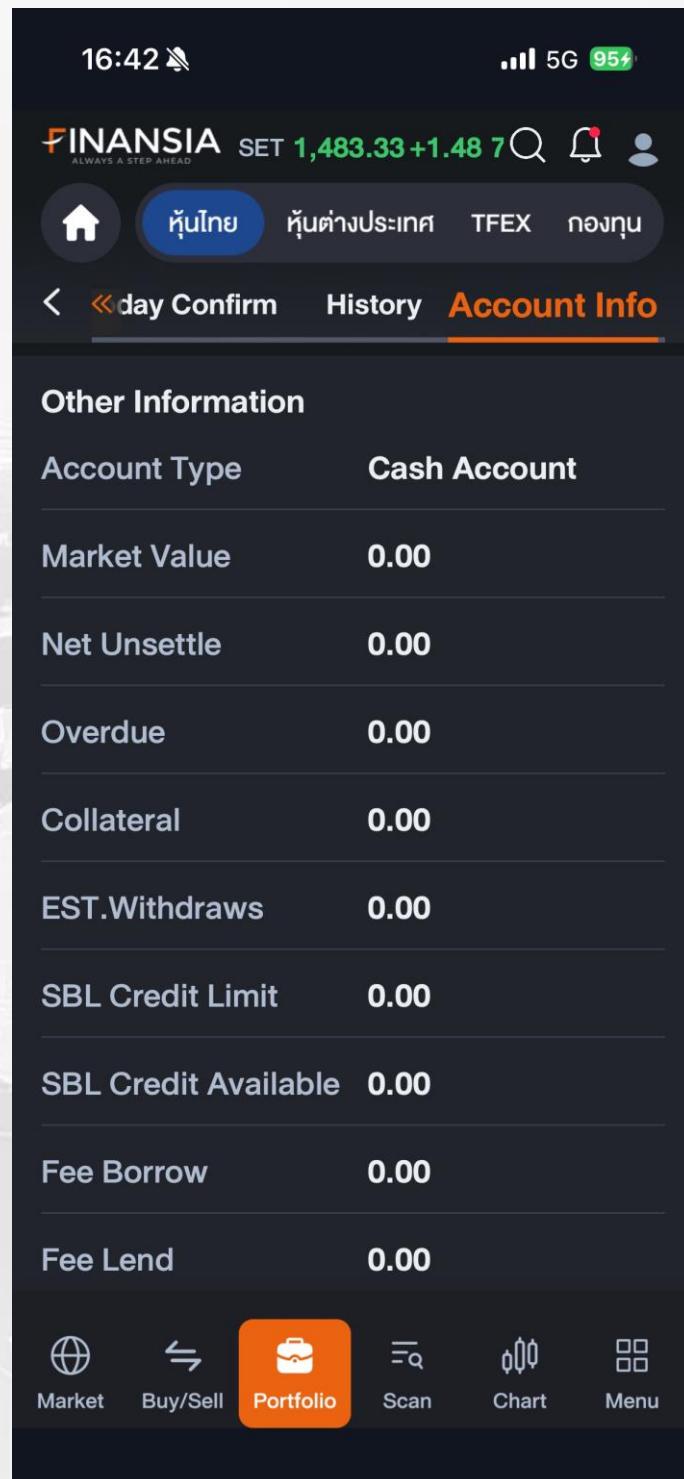 16:42
5G 95
FINANSIA
ALWAYS A STEP AHEAD
SET 1,483.33 +1.48 7
หุ้นไทย หุ้นต่างประเทศ TFEX กองทุน
day Confirm History Account Info
Other Information
Account Type Cash Account
Market Value 0.00
Net Unsettle 0.00
Overdue 0.00
Collateral 0.00
EST.Withdraws 0.00
SBL Credit Limit 0.00
SBL Credit Available 0.00
Fee Borrow 0.00
Fee Lend 0.00
Market Buy/Sell Portfolio Scan Chart Menu